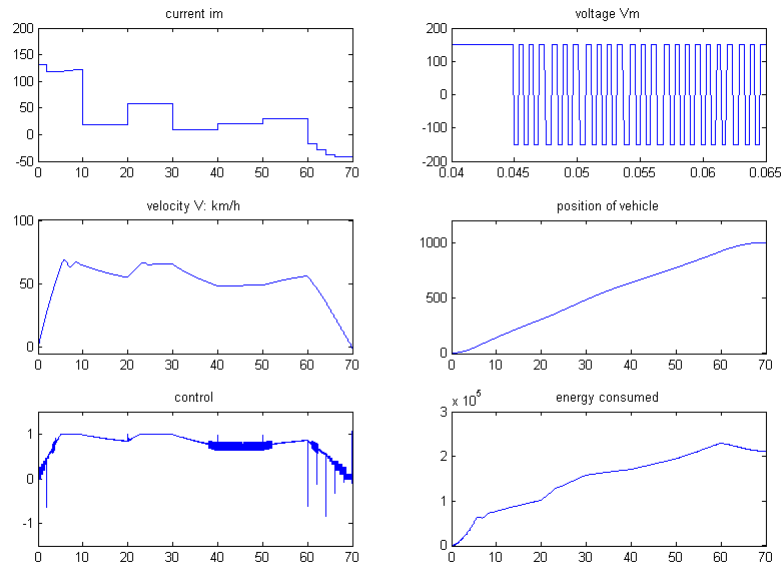 current im
voltage Vm
200
150
100
50
0
-50
0 10 20 30 40 50 60 70
200
100
0
-100
-200
0.04 0.045 0.05 0.055 0.06 0.065
velocity V: km/h
position of vehicle
100
50
0
0 10 20 30 40 50 60 70
1000
500
0
0 10 20 30 40 50 60 70
control
energy consumed
1
0
-1
0 10 20 30 40 50 60 70
x 10^5
3
2
1
0
0 10 20 30 40 50 60 70